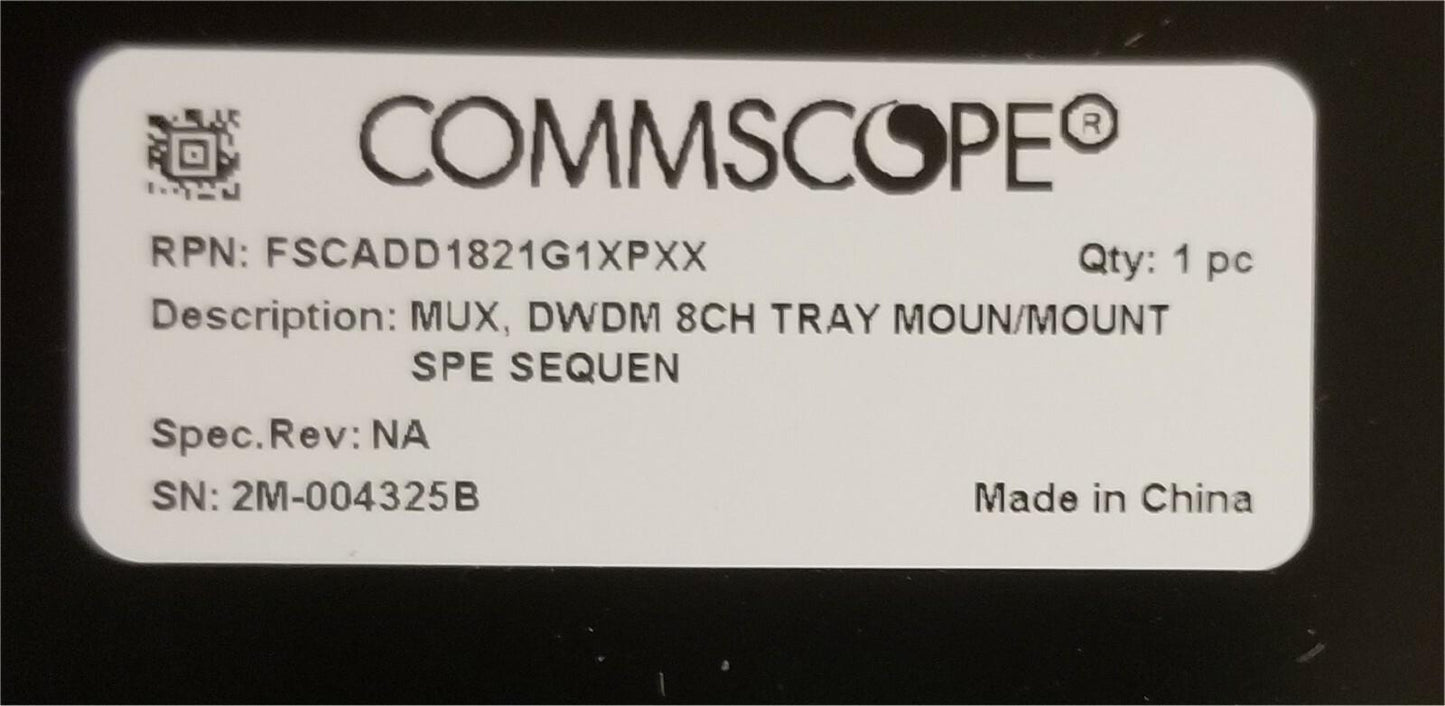 COMMSCOPE®
RPN: FSCADD1821G1XPXX Qty: 1 pc
Description: MUX, DWDM 8CH TRAY MOUN/MOUNT
SPE SEQUEN
Spec.Rev: NA
SN: 2M-004325B Made in China